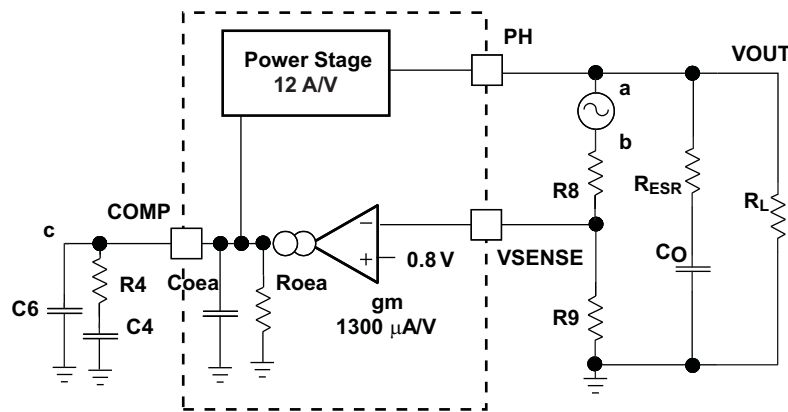 Power Stage
12 A/V
PH
VOUT
a
b
R8
RESR
RL
COMP
c
VSENSE
0.8 V
Coea
Roea
R4
C6
C4
gm
1300 µA/V
CO
R9